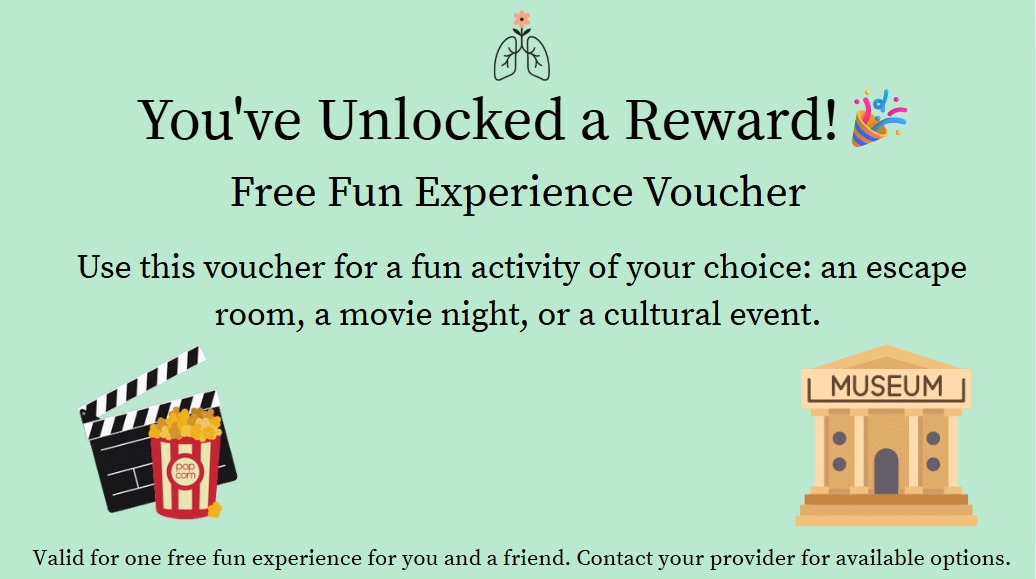 You've Unlocked a Reward!
Free Fun Experience Voucher
Use this voucher for a fun activity of your choice: an escape
room, a movie night, or a cultural event.
MUSEUM
pop
corn
Valid for one free fun experience for you and a friend. Contact your provider for available options.